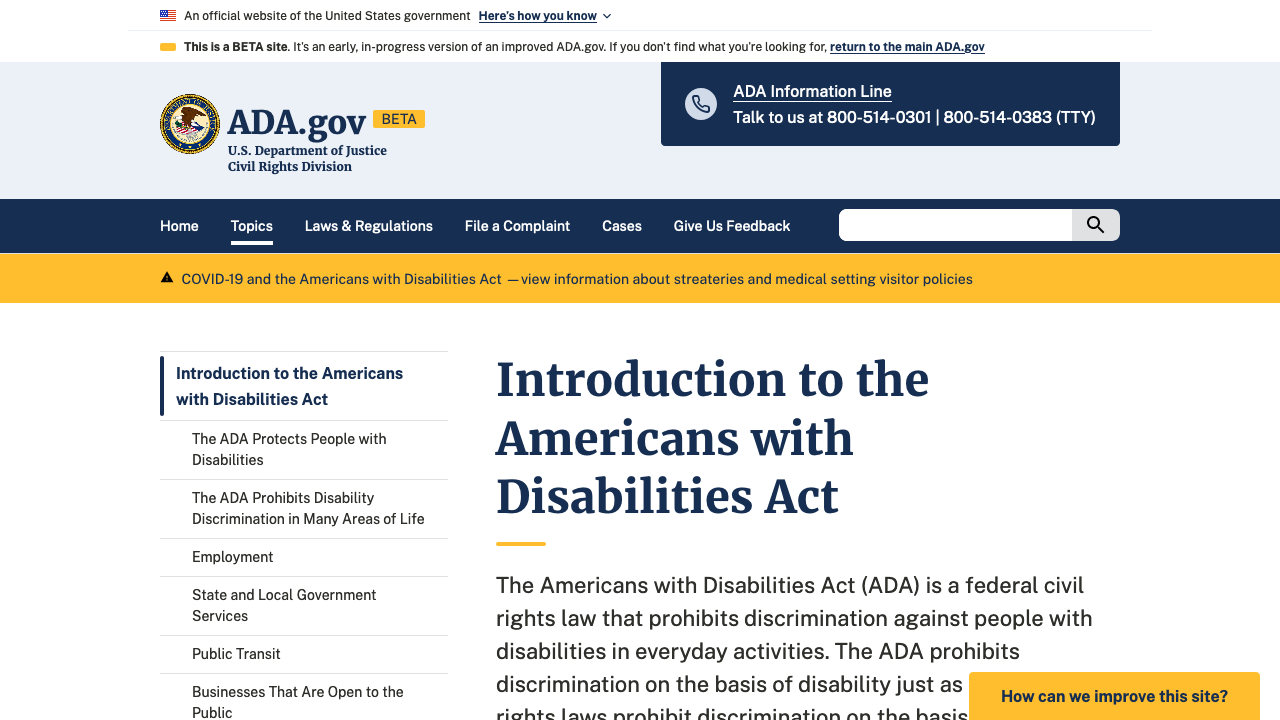 An official website of the United States government Here's how you know
This is a BETA site. It's an early, in-progress version of an improved ADA.gov. If you don't find what you're looking for, return to the main ADA.gov
ADA.gov BETA
U.S. Department of Justice
Civil Rights Division
ADA Information Line
Talk to us at 800-514-0301 | 800-514-0383 (TTY)
Home Topics Laws & Regulations File a Complaint Cases Give Us Feedback
COVID-19 and the Americans with Disabilities Act — view information about streateries and medical setting visitor policies
Introduction to the Americans
with Disabilities Act
The ADA Protects People with
Disabilities
The ADA Prohibits Disability
Discrimination in Many Areas of Life
Employment
State and Local Government
Services
Public Transit
Businesses That Are Open to the
Public
Introduction to the
Americans with
Disabilities Act
The Americans with Disabilities Act (ADA) is a federal civil
rights law that prohibits discrimination against people with
disabilities in everyday activities. The ADA prohibits
discrimination on the basis of disability just as
rights laws prohibit discrimination on the basis
How can we improve this site?